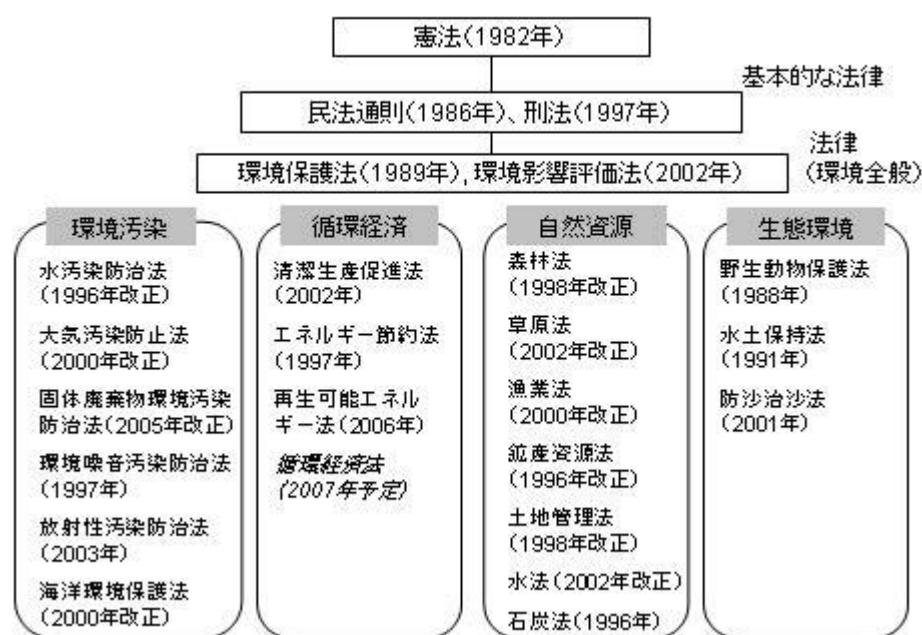 憲法(1982年)
基本的な法律
民法通則(1986年)、刑法(1997年)
法律
(環境全般)
環境保護法(1989年),環境影響評価法(2002年)
環境汚染
水汚染防治法
(1996年改正)
大気汚染防止法
(2000年改正)
固体廃棄物環境汚染
防治法(2005年改正)
環境噪音汚染防治法
(1997年)
放射性汚染防治法
(2003年)
海洋環境保護法
(2000年改正)
循環経済
清潔生産促進法
(2002年)
エネルギー節約法
(1997年)
再生可能エネル
ギー法(2006年)
循環経済法
(2007年予定)
自然資源
森林法
(1998年改正)
草原法
(2002年改正)
漁業法
(2000年改正)
鉱産資源法
(1996年改正)
土地管理法
(1998年改正)
水法(2002年改正)
石炭法(1996年)
生態環境
野生動物保護法
(1988年)
水土保持法
(1991年)
防沙治沙法
(2001年)